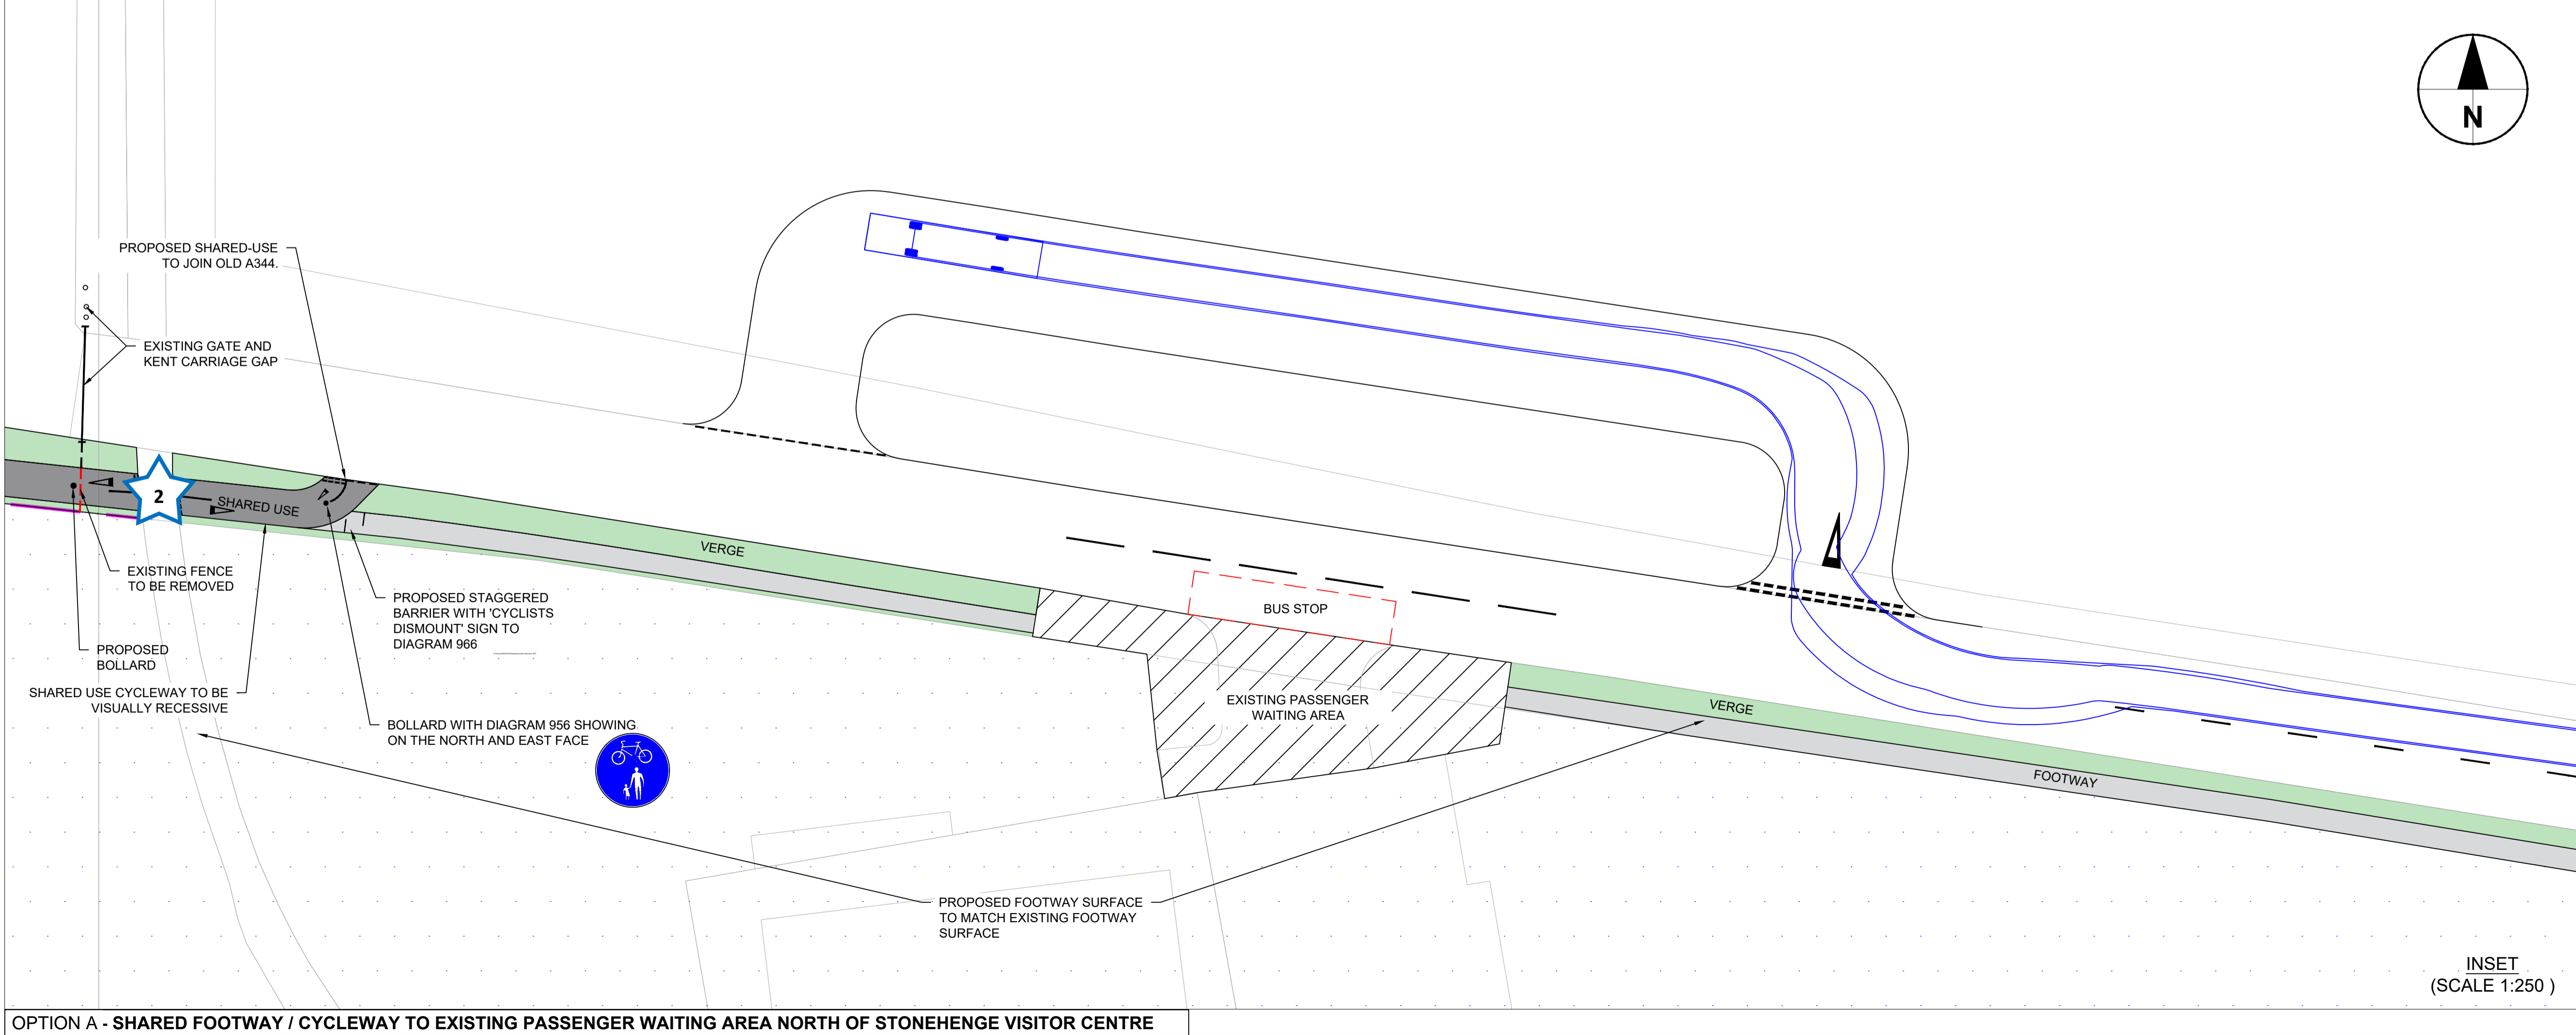 N
PROPOSED SHARED-USE
TO JOIN OLD A344.
EXISTING GATE AND
KENT CARRIAGE GAP
2
SHARED USE
VERGE
EXISTING FENCE
TO BE REMOVED
PROPOSED STAGGERED
BARRIER WITH 'CYCLISTS
DISMOUNT' SIGN TO
DIAGRAM 966
BUS STOP
PROPOSED
BOLLARD
SHARED USE CYCLEWAY TO BE
VISUALLY RECESSIVE
BOLLARD WITH DIAGRAM 956 SHOWING
ON THE NORTH AND EAST FACE
EXISTING PASSENGER
WAITING AREA
VERGE
FOOTWAY
PROPOSED FOOTWAY SURFACE
TO MATCH EXISTING FOOTWAY
SURFACE
INSET
(SCALE 1:250 )
OPTION A - SHARED FOOTWAY / CYCLEWAY TO EXISTING PASSENGER WAITING AREA NORTH OF STONEHENGE VISITOR CENTRE